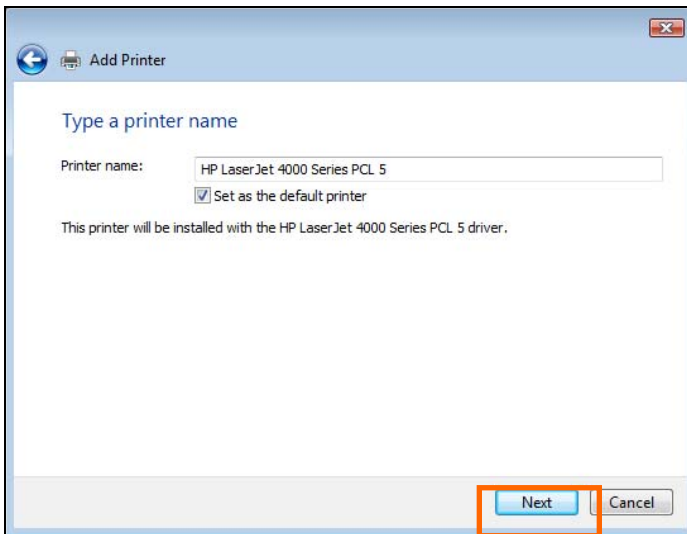 Add Printer
Type a printer name
Printer name:
HP LaserJet 4000 Series PCL 5
Set as the default printer
This printer will be installed with the HP LaserJet 4000 Series PCL 5 driver.
Next
Cancel